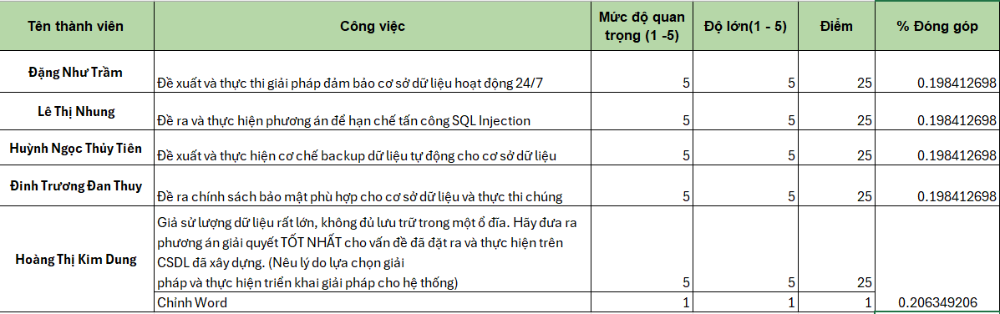 Tên thành viên Công việc Mức độ quan trọng (1 -5) Độ lớn(1 - 5) Điểm % Đóng góp
Đặng Như Trầm Đề xuất và thực thi giải pháp đảm bảo cơ sở dữ liệu hoạt động 24/7 5 5 25 0.198412698
Lê Thị Nhung Đề ra và thực hiện phương án để hạn chế tấn công SQL Injection 5 5 25 0.198412698
Huỳnh Ngọc Thủy Tiên Đề xuất và thực hiện cơ chế backup dữ liệu tự động cho cơ sở dữ liệu 5 5 25 0.198412698
Đinh Trương Đan Thuy Đề ra chính sách bảo mật phù hợp cho cơ sở dữ liệu và thực thi chúng 5 5 25 0.198412698
Hoàng Thị Kim Dung
Giả sử lượng dữ liệu rất lớn, không đủ lưu trữ trong một ổ đĩa. Hãy đưa ra
phương án giải quyết TỐT NHẤT cho vấn đề đã đặt ra và thực hiện trên
CSDL đã xây dựng. (Nêu lý do lựa chọn giải
pháp và thực hiện triển khai giải pháp cho hệ thống) 5 5 25
Chỉnh Word 1 1 1 0.206349206